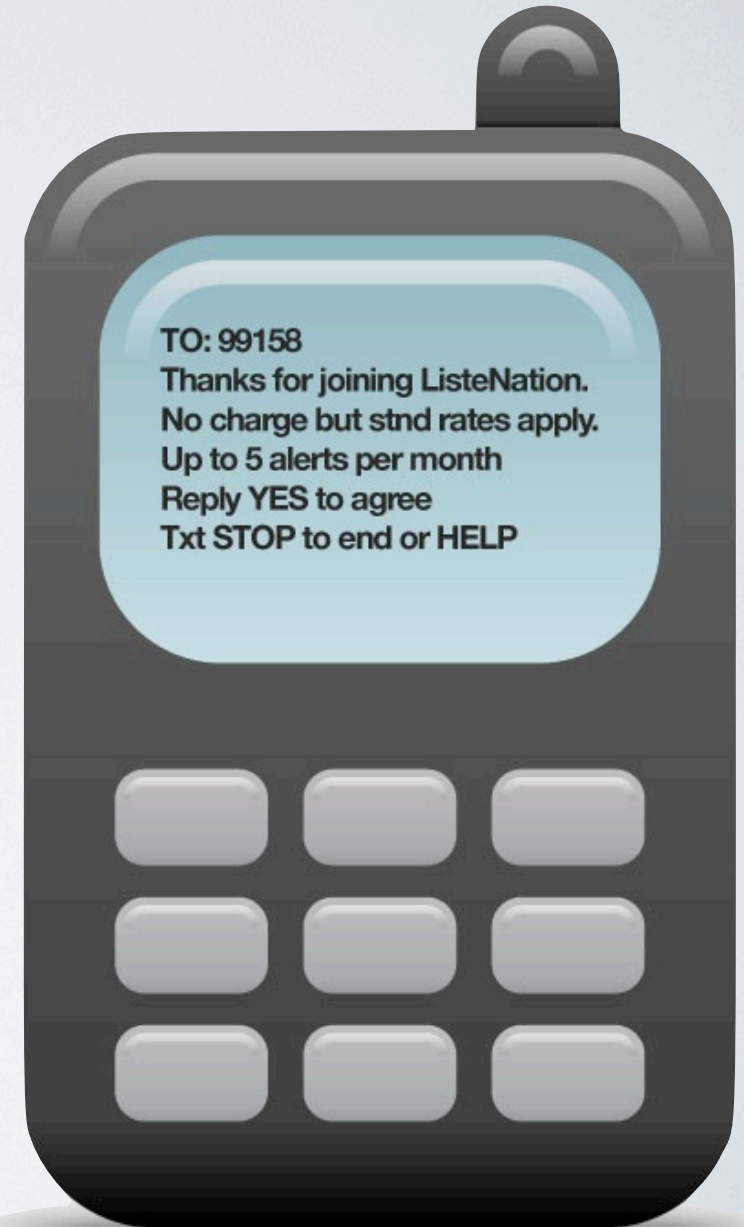 TO: 99158
Thanks for joining ListeNation.
No charge but stnd rates apply.
Up to 5 alerts per month
Reply YES to agree
Txt STOP to end or HELP